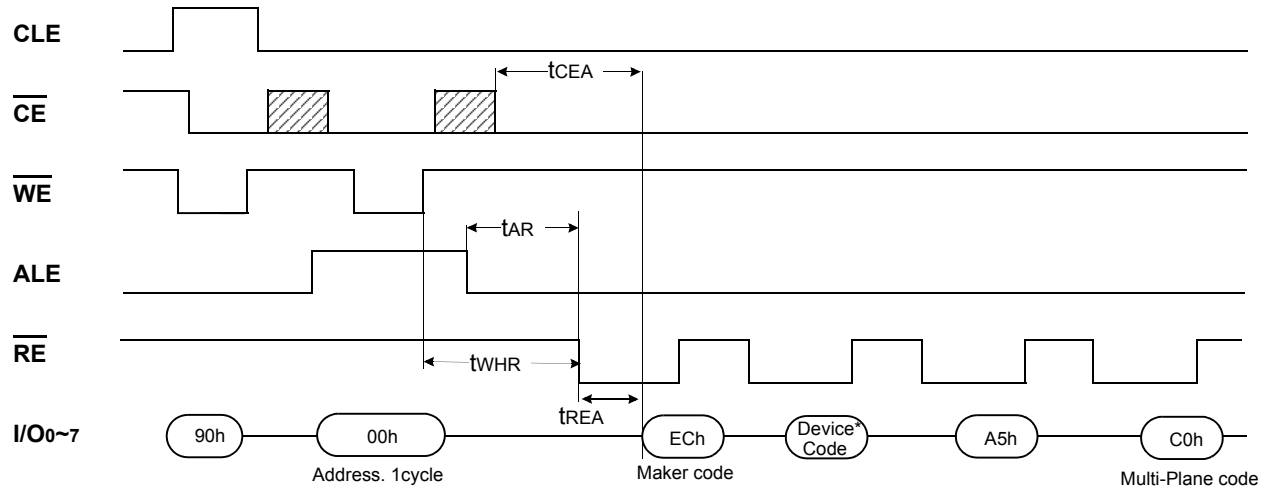 CLE
tCEA
CE
WE
tAR
ALE
RE
tWHR
tREA
I/O0~7
90h
00h
ECh
Device*
Code
A5h
C0h
Address. 1cycle
Maker code
Multi-Plane code